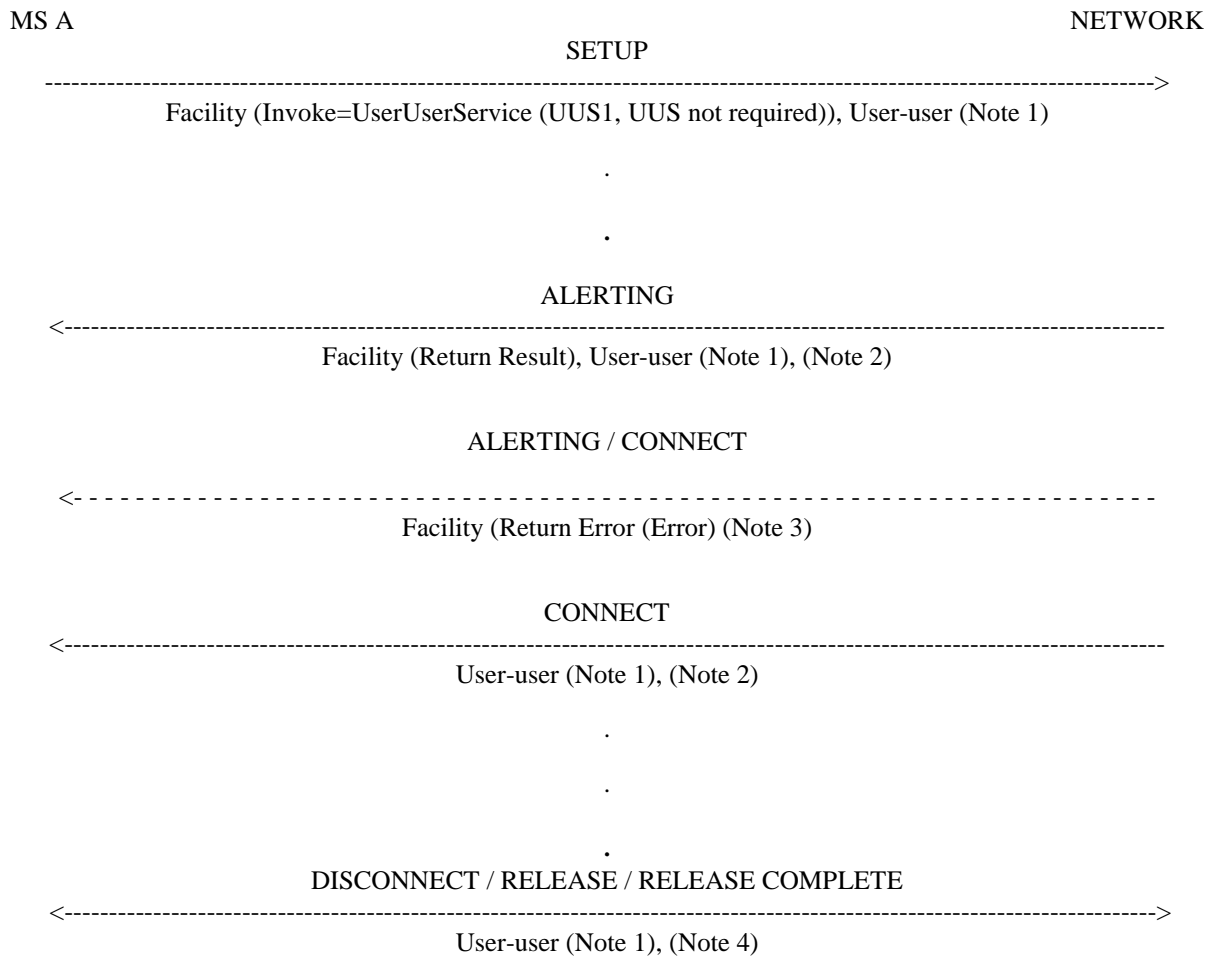 MS A NETWORK
SETUP
------------------------------------------------------------------------------------------------------------------------------>
Facility (Invoke=UserUserService (UUS1, UUS not required)), User-user (Note 1)
.
.
ALERTING
<-----------------------------------------------------------------------------------------------------------------------------
Facility (Return Result), User-user (Note 1), (Note 2)
ALERTING / CONNECT
<- - - - - - - - - - - - - - - - - - - - - - - - - - - - - - - - - - - - - - - - - - - - - - - - - - - - - - - - - - - - - - - - - - - - - - -
Facility (Return Error (Error) (Note 3)
CONNECT
<-----------------------------------------------------------------------------------------------------------------------------
User-user (Note 1), (Note 2)
.
.
.
DISCONNECT / RELEASE / RELEASE COMPLETE
<---------------------------------------------------------------------------------------------------------------------------->
User-user (Note 1), (Note 4)